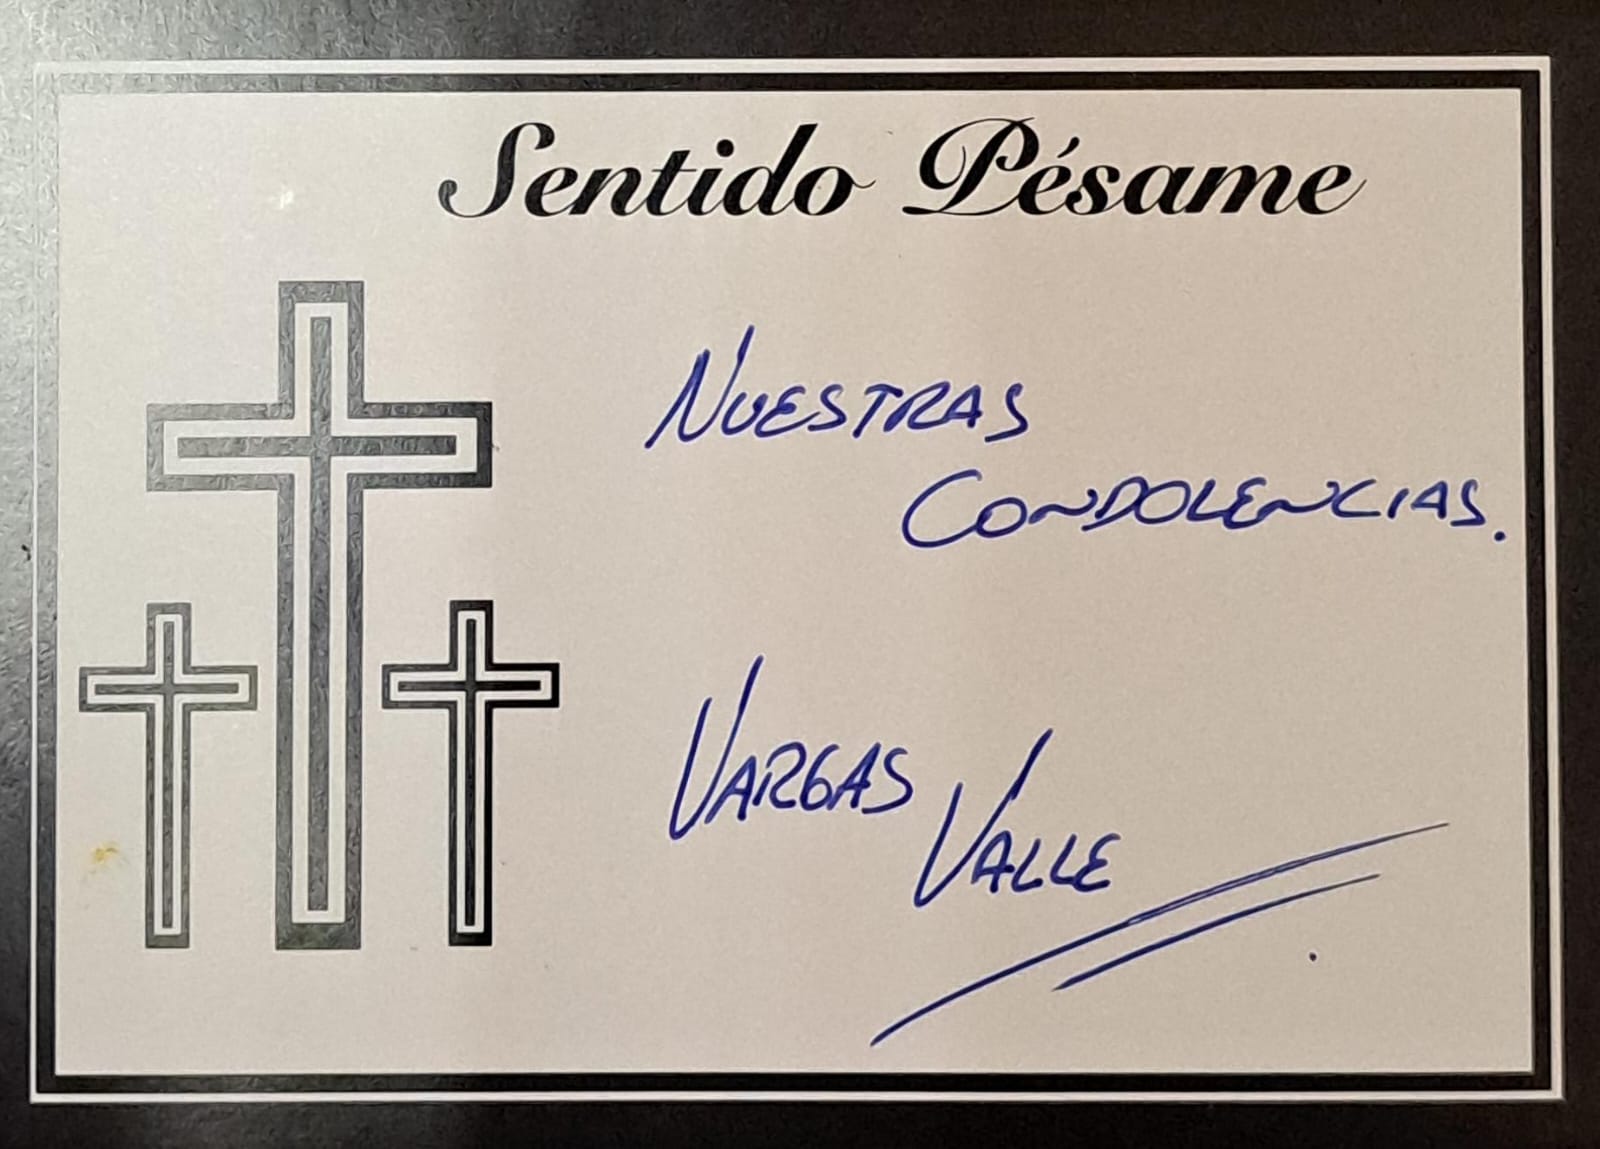 Sentido Pésame
NUESTRAS
CONDOLENCIAS.
VARGAS
VALLE